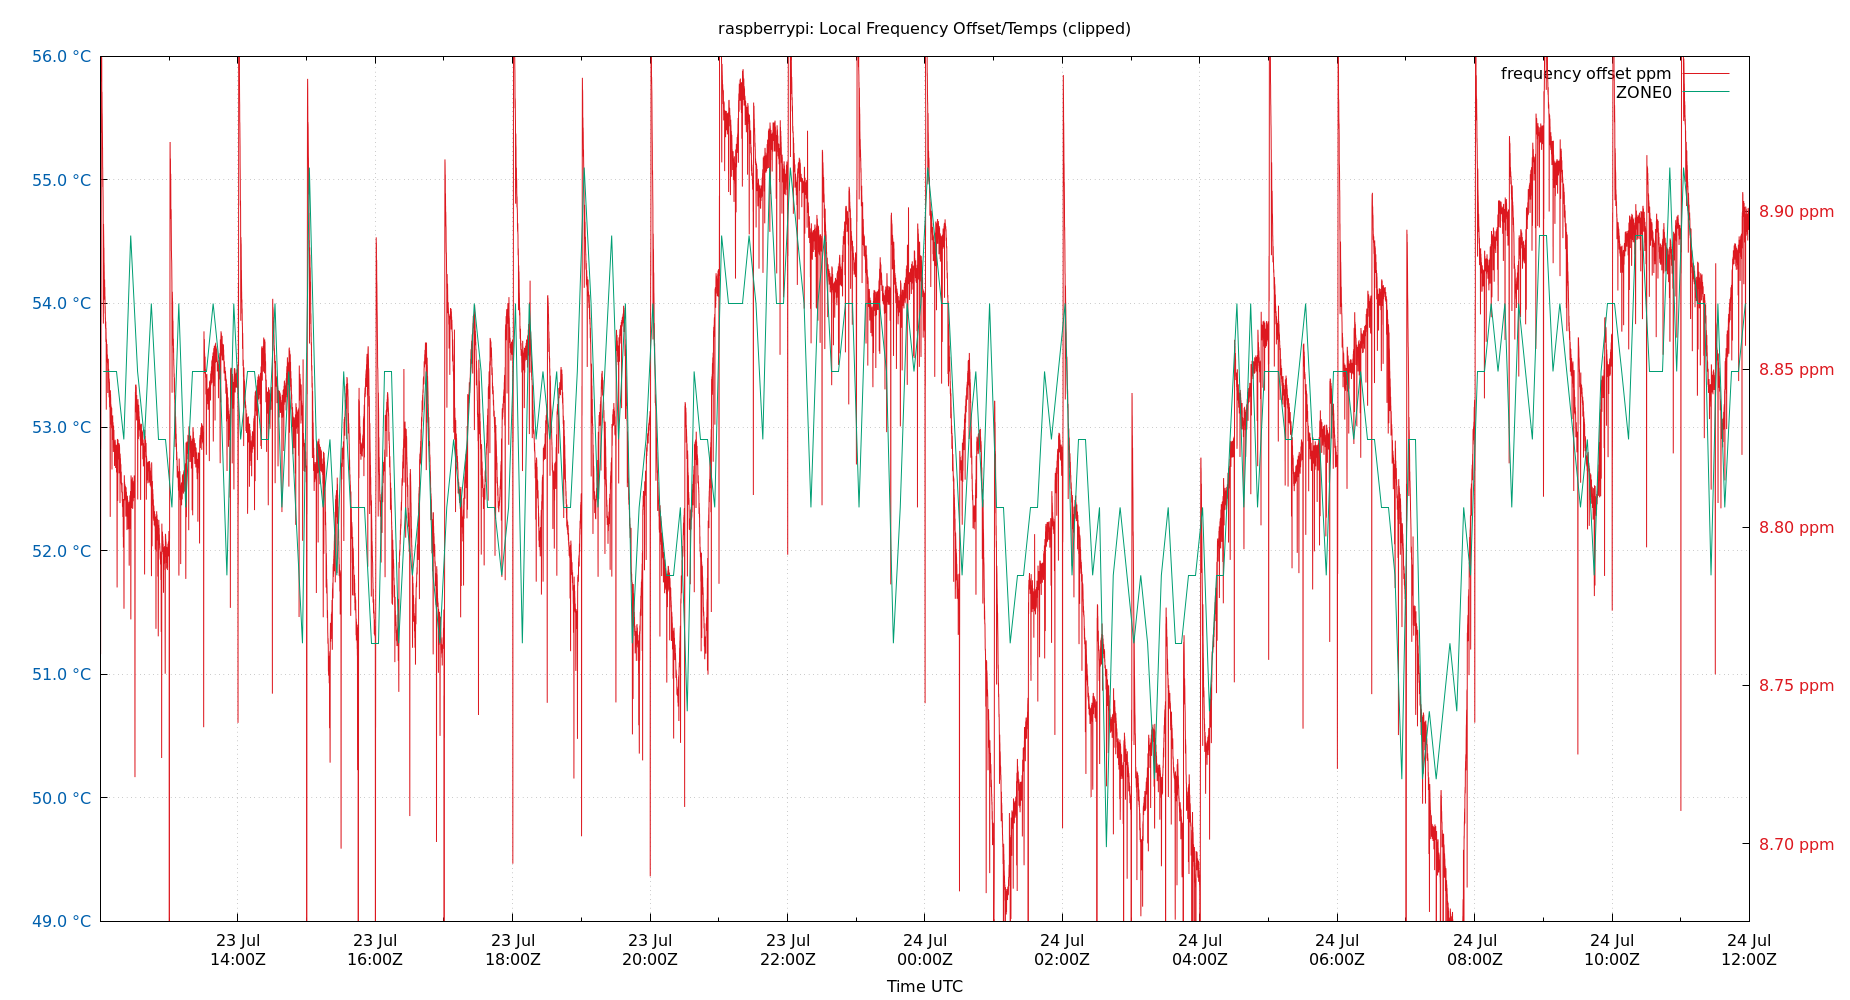 raspberrypi: Local Frequency Offset/Temps (clipped)
frequency offset ppm
ZONE0
56.0 °C
55.0 °C
54.0 °C
53.0 °C
52.0 °C
51.0 °C
50.0 °C
49.0 °C
8.90 ppm
8.85 ppm
8.80 ppm
8.75 ppm
8.70 ppm
23 Jul
14:00Z
23 Jul
16:00Z
23 Jul
18:00Z
23 Jul
20:00Z
23 Jul
22:00Z
24 Jul
00:00Z
24 Jul
02:00Z
24 Jul
04:00Z
24 Jul
06:00Z
24 Jul
08:00Z
24 Jul
10:00Z
24 Jul
12:00Z
Time UTC